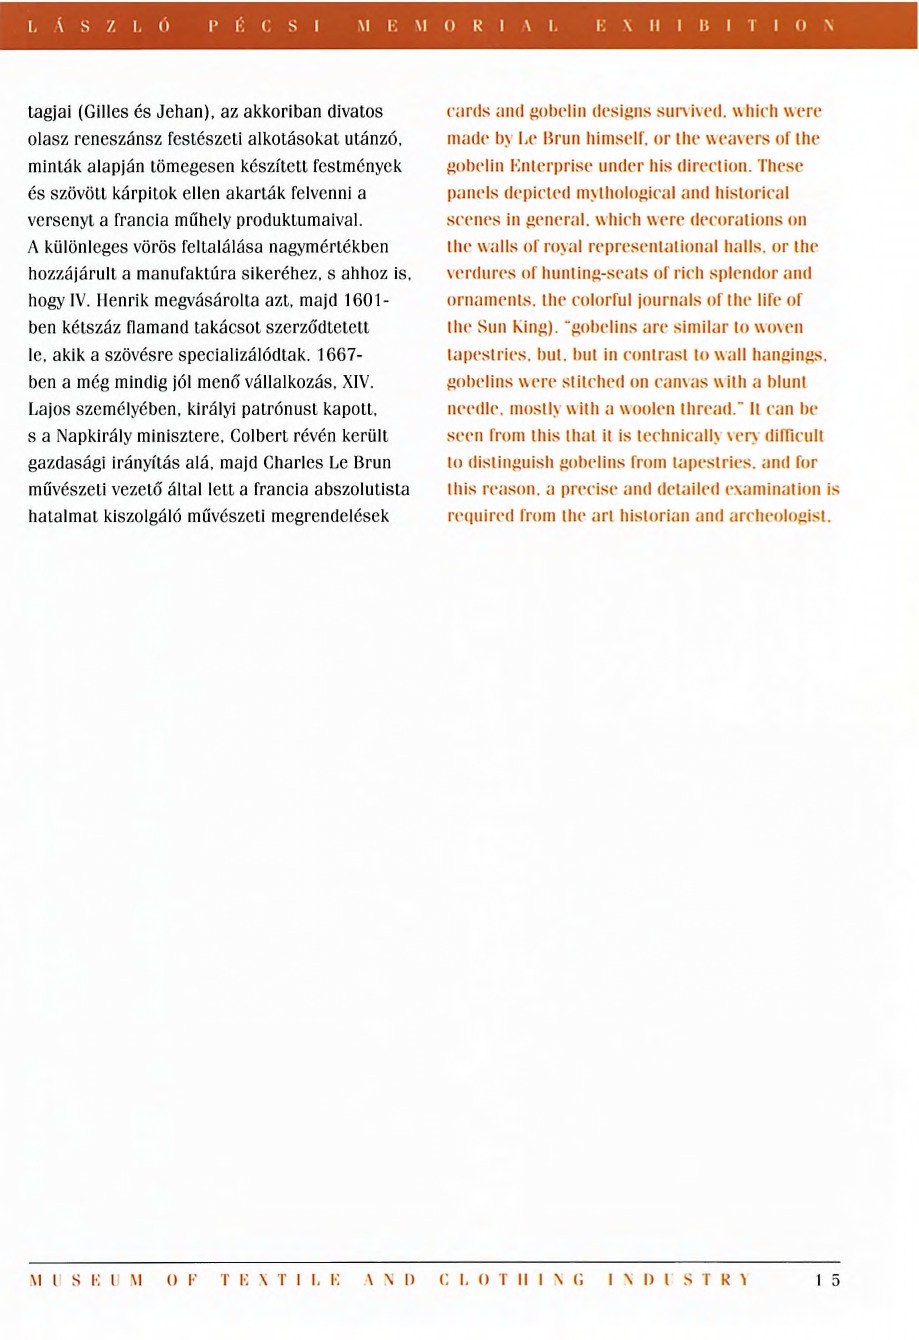 LÁSZLÓ PÉCSI MEMORIAL EXHIBITION
tagjai (Gilles és Jehan), az akkoriban divatos
olasz reneszánsz festészeti alkotásokat utánzó,
minták alapján tömegesen készített festmények
és szövött kárpitok ellen akarták felvenni a
versenyt a francia műhely produktumaival.
A különleges vörös feltalálása nagymértékben
hozzájárult a manufaktúra sikeréhez, s ahhoz is,
hogy IV. Henrik megvásárolta azt, majd 1601-
ben kétszáz flamand takácsot szerződtetett
le, akik a szövésre specializálódtak. 1667-
ben a még mindig jól menő vállalkozás, XIV.
Lajos személyében, királyi patrónust kapott,
s a Napkirály minisztere, Colbert révén került
gazdasági irányítás alá, majd Charles Le Brun
művészeti vezető által lett a francia abszolutista
hatalmat kiszolgáló művészeti megrendelések
cards and gobelin designs survived, which were
made by Le Brun himself, or the weavers of the
gobelin Enterprise under his direction. These
panels depicted mythological and historical
scenes in general, which were decorations on
the walls of royal representational halls, or the
verdures of hunting-seats of rich splendor and
ornaments, the colorful journals of the life of
the Sun King). "gobelins are similar to woven
tapestries, but, but in contrast to wall hangings,
gobelins were stitched on canvas with a blunt
needle, mostly with a woolen thread." It can be
seen from this that it is technically very difficult
to distinguish gobelins from tapestries, and for
this reason, a precise and detailed examination is
required from the art historian and archeologist.
MUSEUM OF TEXTILE AND CLOTHING INDUSTRY 15